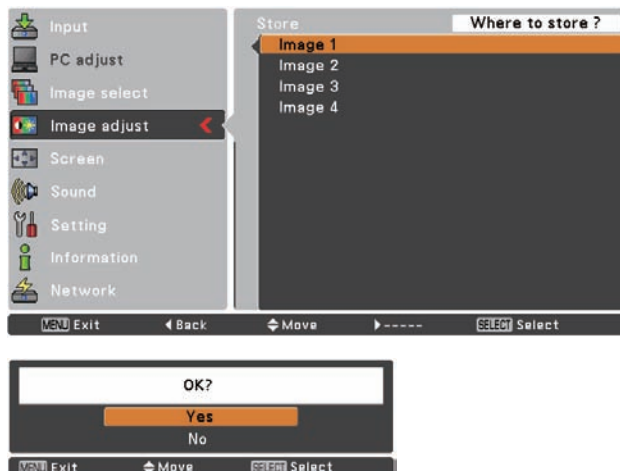 Input
PC adjust
Image select
Image adjust
Screen
Sound
Setting
Information
Network
Store
Where to store ?
Image 1
Image 2
Image 3
Image 4
MENU Exit Back Move ----- SELECT Select
OK?
Yes
No
MENU Exit Move SELECT Select